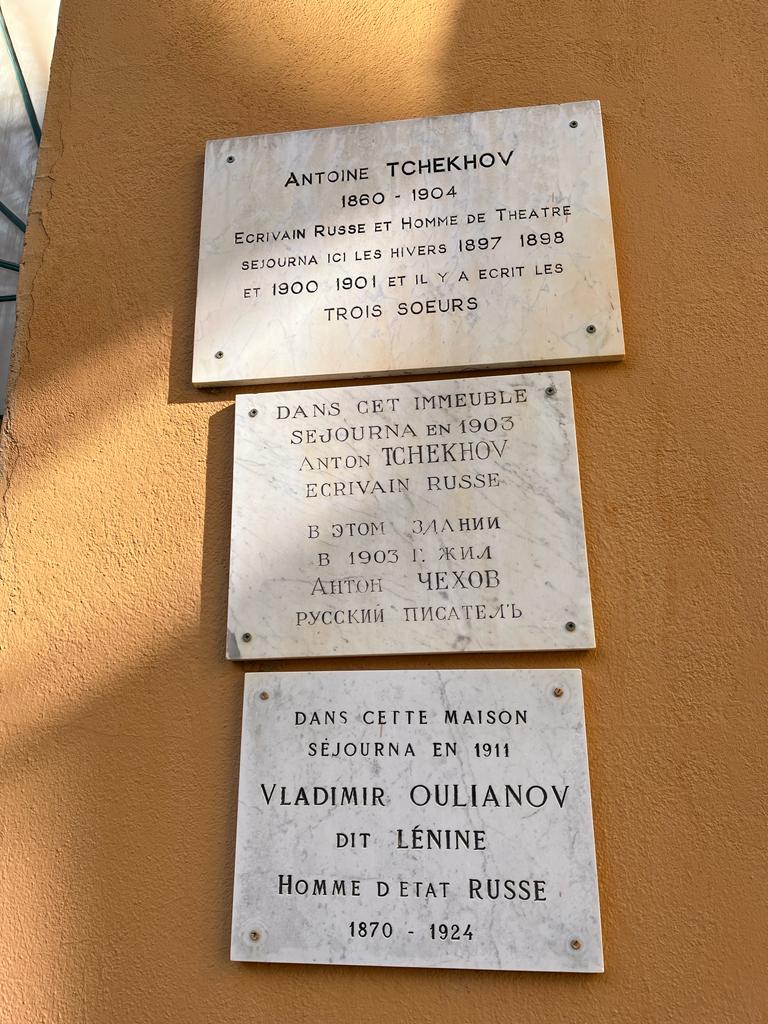 ANTOINE TCHEKHOV
1860 - 1904
ECRIVAIN RUSSE ET HOMME DE THEATRE
SEJOURNA ICI LES HIVERS 1897 1898
ET 1900 1901 ET IL Y A ECRIT LES
TROIS SOEURS
DANS CET IMMEUBLE
SEJOURNA EN 1903
ANTON TCHEKHOV
ECRIVAIN RUSSE
В ЭТОМ ЗДАНИИ
В 1903 Г. ЖИЛ
АНТОН ЧЕХОВ
РУССКИЙ ПИСАТЕЛЬ
DANS CETTE MAISON
SÉJOURNA EN 1911
VLADIMIR OULIANOV
DIT LÉNINE
HOMME D ETAT RUSSE
1870 - 1924